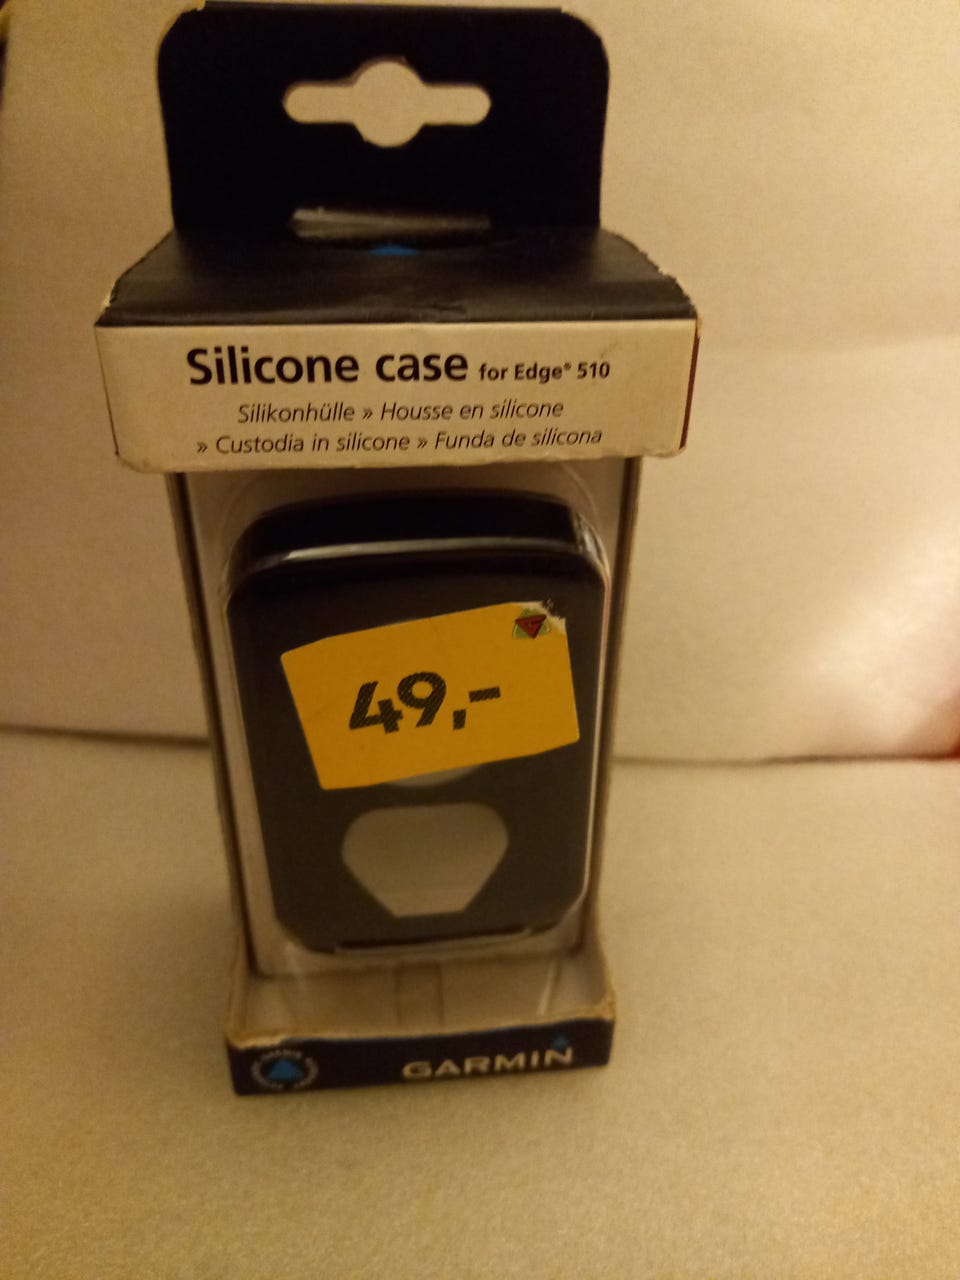 Silicone case for Edge® 510
Silikonhülle » Housse en silicone
» Custodia in silicone » Funda de silicona
49,-
GARMIN